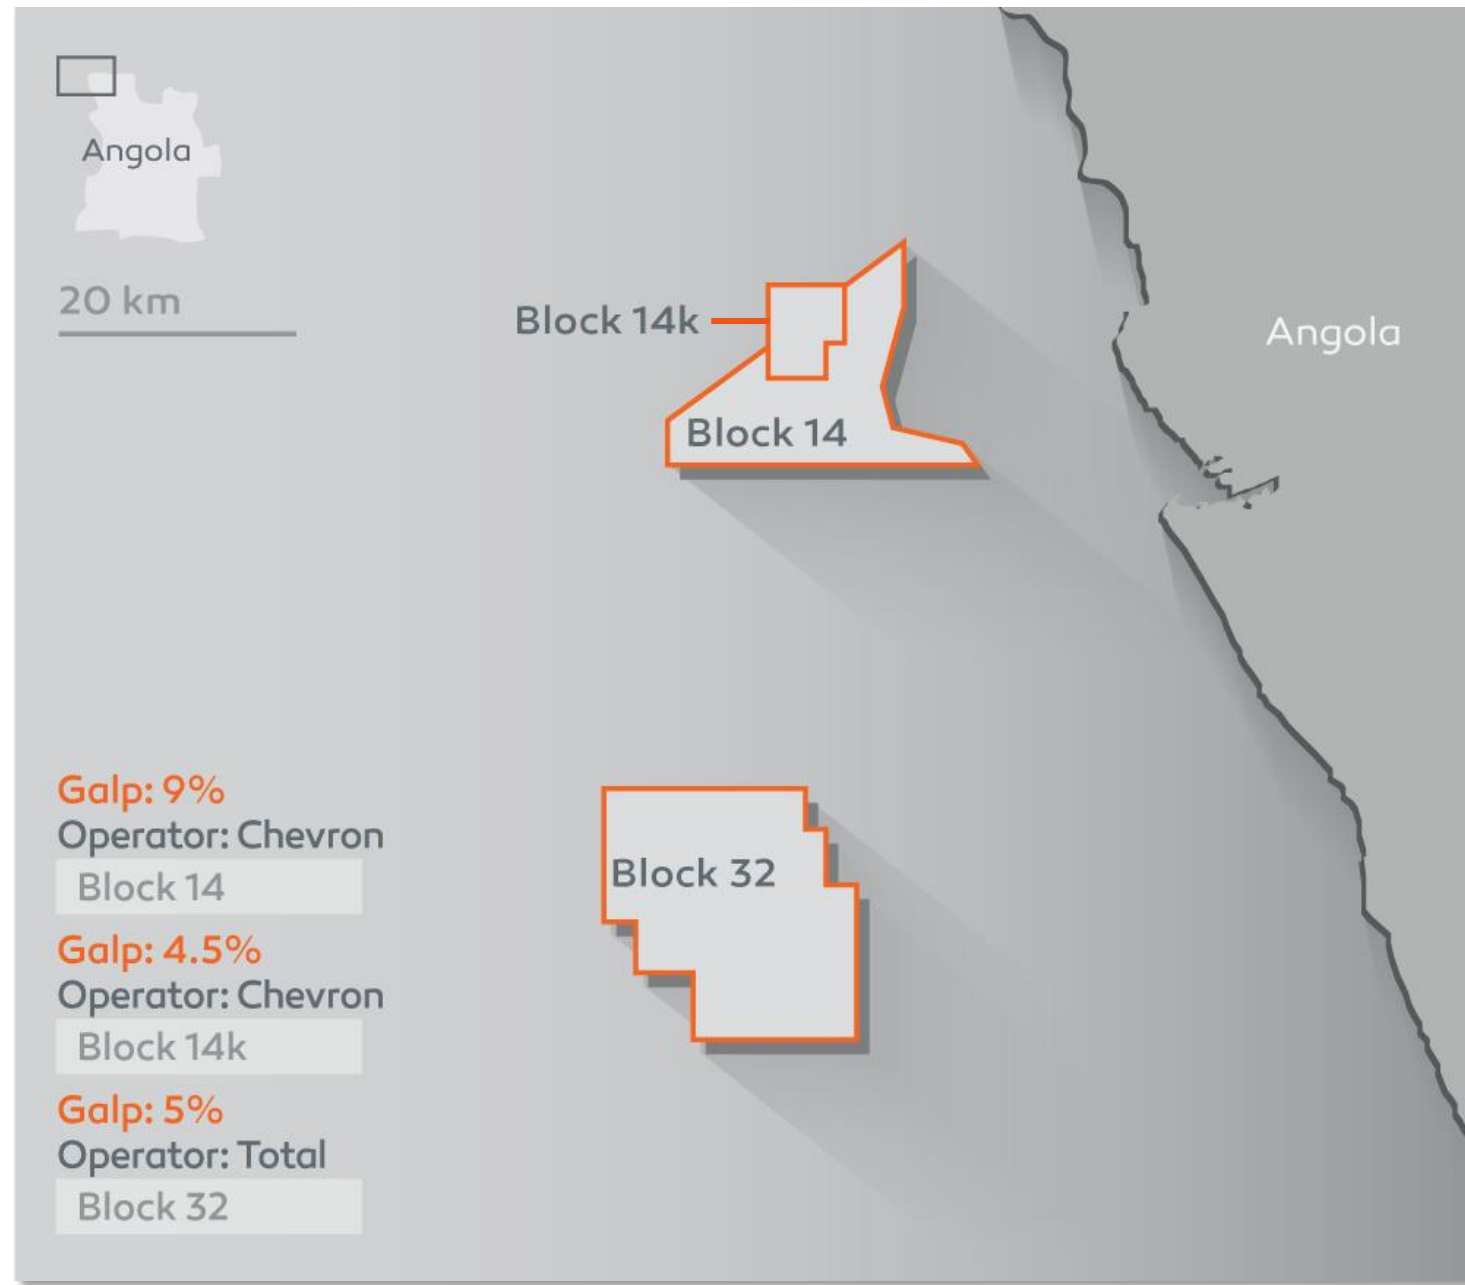 Angola
20 km
Block 14k
Angola
Block 14
Galp: 9%
Operator: Chevron
Block 14
Galp: 4.5%
Operator: Chevron
Block 14k
Galp: 5%
Operator: Total
Block 32
Block 32